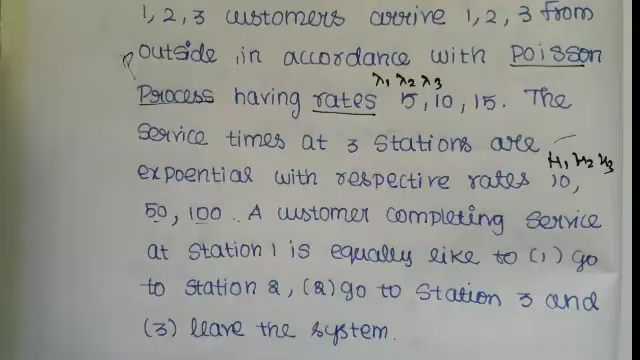 1, 2, 3 customers arrive 1, 2, 3 from
outside in accordance with Poisson
λ1 λ2 λ3
Process having rates 5, 10, 15. The
Service times at 3 stations are
μ1 μ2 μ3
expoential with respective rates 10,
50, 100. A customer completing service
at station 1 is equally like to (1) go
to station 2, (2) go to station 3 and
(3) leave the system.